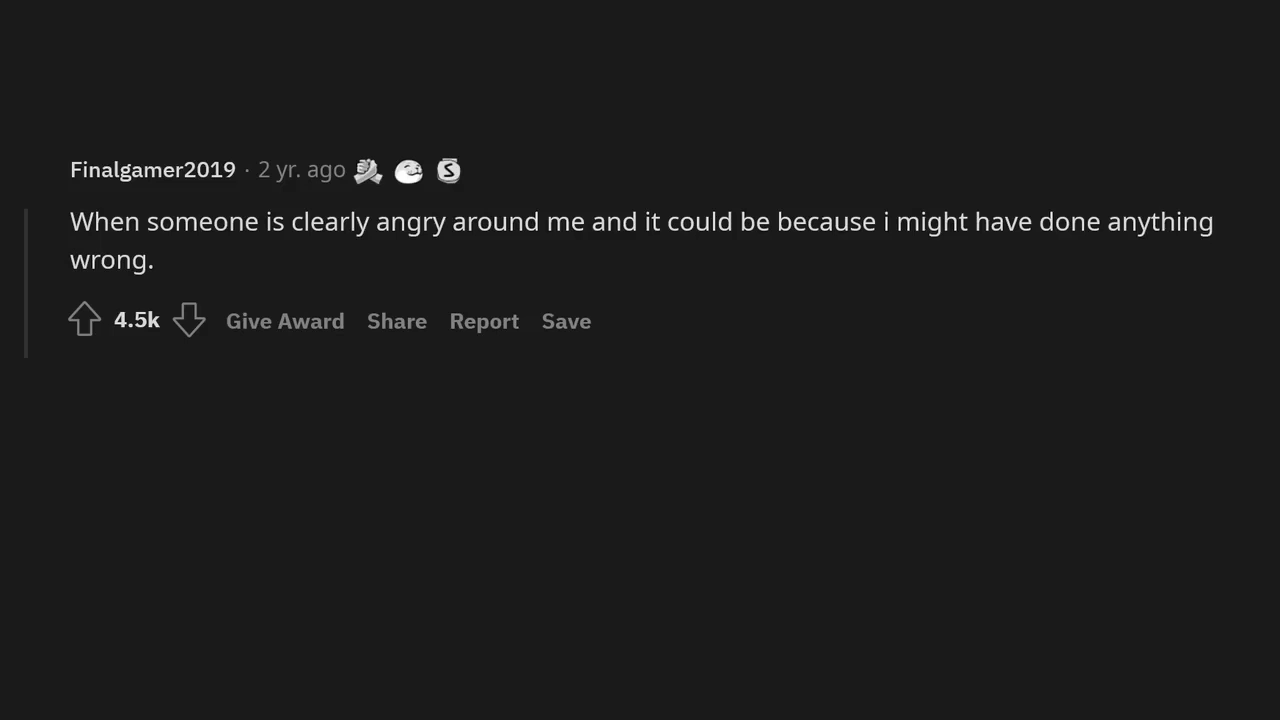 Finalgamer2019 · 2 yr. ago
When someone is clearly angry around me and it could be because i might have done anything
wrong.
4.5k Give Award Share Report Save